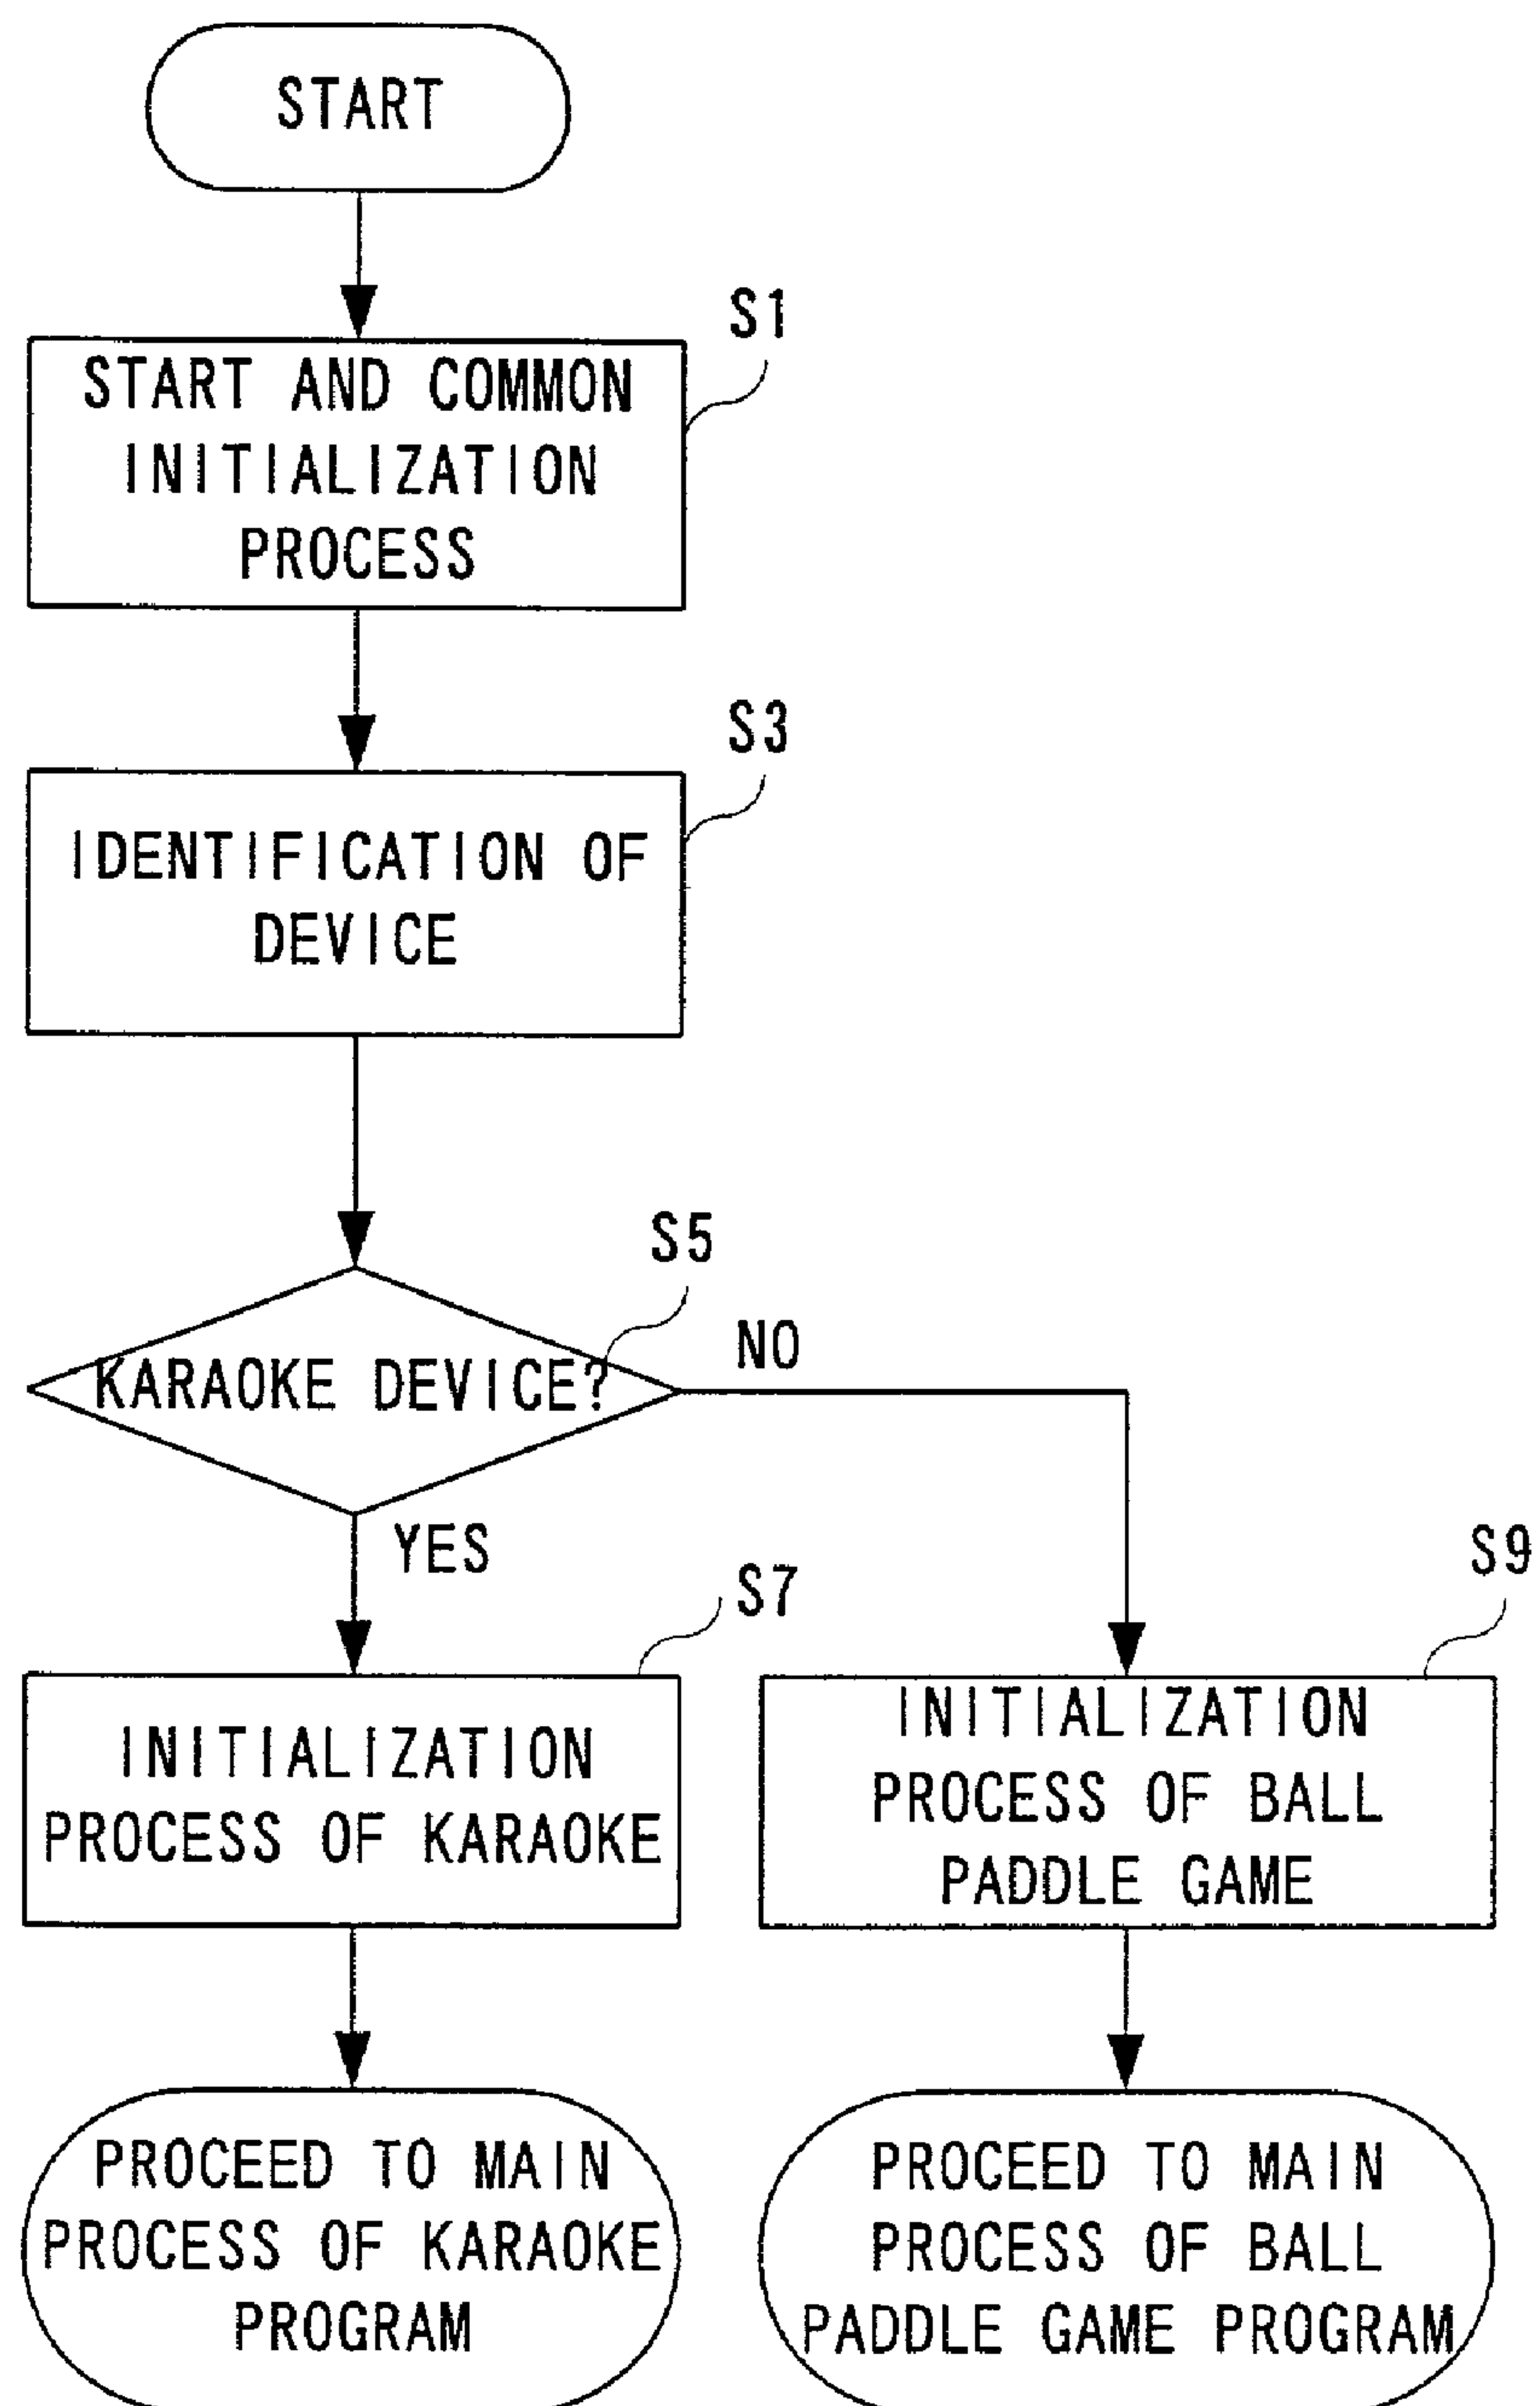 START
S1
START AND COMMON
INITIALIZATION
PROCESS
S3
IDENTIFICATION OF
DEVICE
S5
KARAOKE DEVICE?
NO
YES
S7
INITIALIZATION
PROCESS OF KARAOKE
S9
INITIALIZATION
PROCESS OF BALL
PADDLE GAME
PROCEED TO MAIN
PROCESS OF KARAOKE
PROGRAM
PROCEED TO MAIN
PROCESS OF BALL
PADDLE GAME PROGRAM